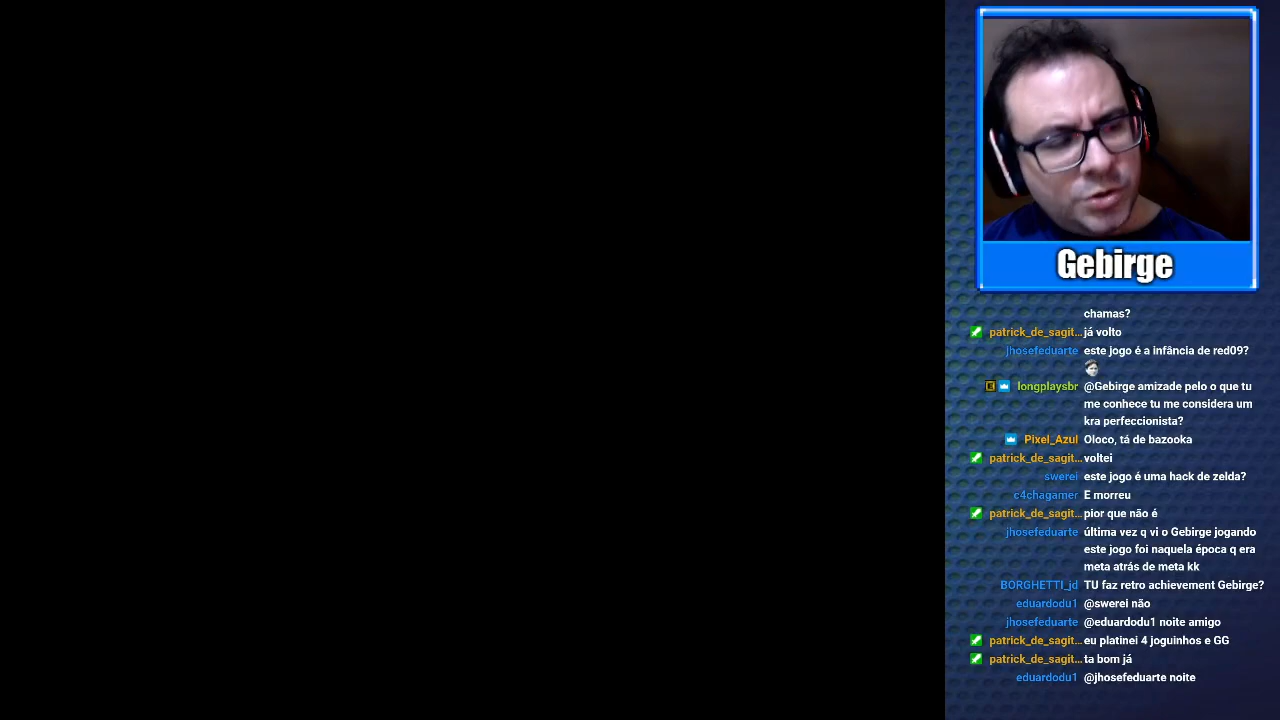 Gebirge
chamas?
patrick_de_sagit... já volto
jhosefeduarte este jogo é a infância de red09?
longplaysbr @Gebirge amizade pelo o que tu
me conhece tu me considera um
kra perfeccionista?
Pixel_Azul Oloco, tá de bazooka
patrick_de_sagit... voltei
swerei este jogo é uma hack de zelda?
c4chagamer E morreu
patrick_de_sagit... pior que não é
jhosefeduarte última vez q vi o Gebirge jogando
este jogo foi naquela época q era
meta atrás de meta kk
BORGHETTI_jd TU faz retro achievement Gebirge?
eduardodu1 @swerei não
jhosefeduarte @eduardodu1 noite amigo
patrick_de_sagit... eu platinei 4 joguinhos e GG
patrick_de_sagit... ta bom já
eduardodu1 @jhosefeduarte noite